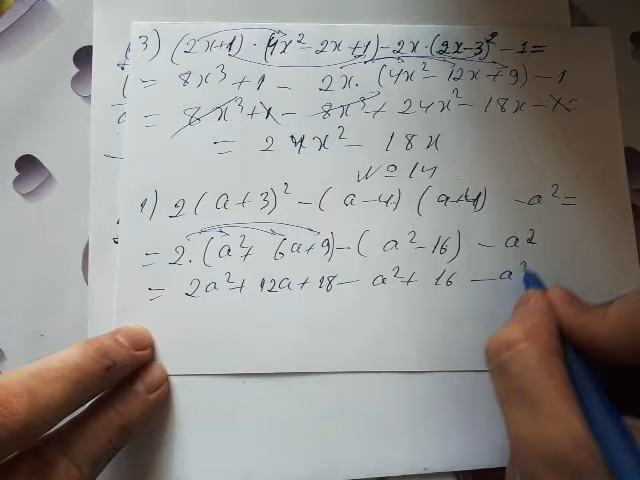 3) (2x+1)·(4x²-2x+1)-2x·(2x-3)²-1=
= 8x³+1 - 2x·(4x²-12x+9)-1
= 8x³+1-8x³+24x²-18x-1=
= 24x²-18x
№14
1) 2(a+3)²-(a-4)(a+4)-a²=
= 2·(a²+6a+9)-(a²-16)-a²
= 2a²+12a+18-a²+16-a²